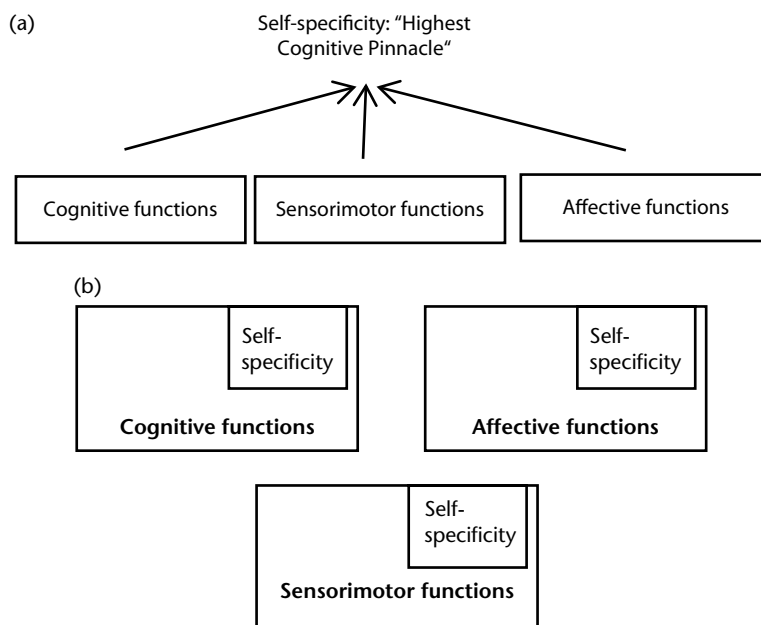 (a)
Self-specificity: “Highest
Cognitive Pinnacle“
Cognitive functions
Sensorimotor functions
Affective functions
(b)
Self-
specificity
Cognitive functions
Self-
specificity
Affective functions
Self-
specificity
Sensorimotor functions